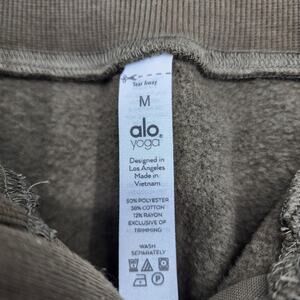 Tear Away
M
alo
yoga
Designed in
Los Angeles
Made in
Vietnam
50% POLYESTER
38% COTTON
12% RAYON
EXCLUSIVE OF
TRIMMING
WASH
SEPARATELY